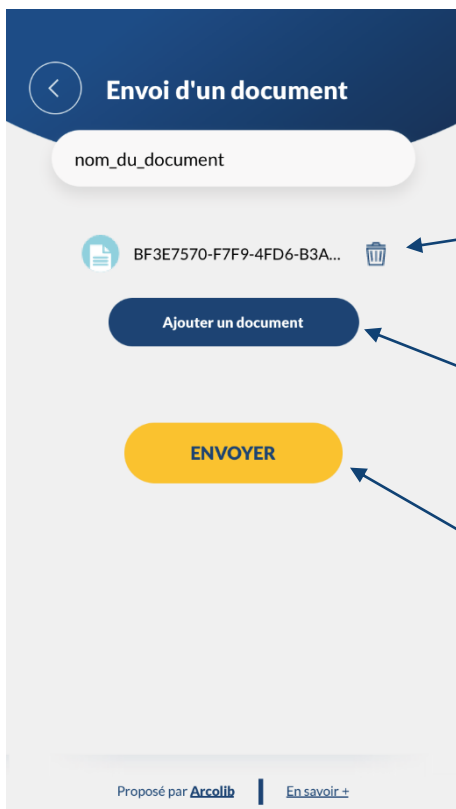 Envoi d'un document
nom_du_document
BF3E7570-F7F9-4FD6-B3A...
Ajouter un document
ENVOYER
Proposé par Arcolib
En savoir +